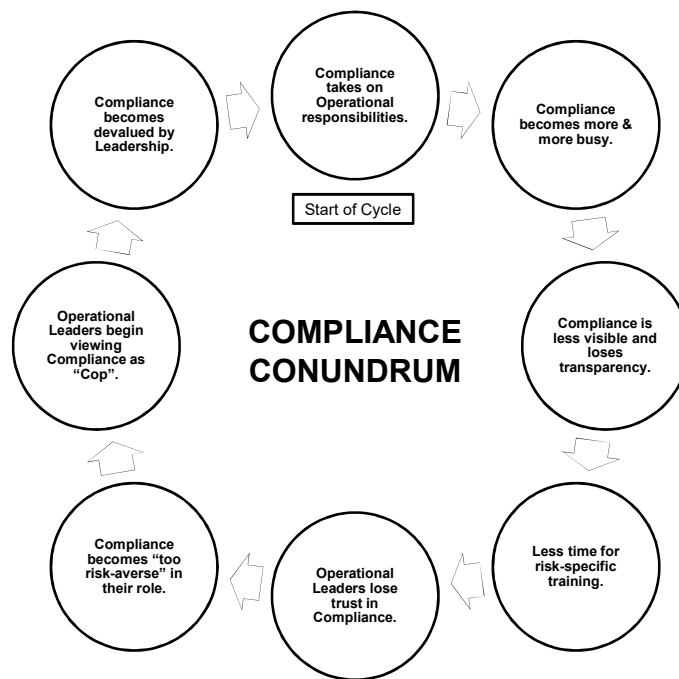 Compliance
takes on
Operational
responsibilities.
Start of Cycle
Compliance
becomes more &
more busy.
Compliance is
less visible and
loses
transparency.
Less time for
risk-specific
training.
Operational
Leaders lose
trust in
Compliance.
Compliance
becomes “too
risk-averse” in
their role.
Operational
Leaders begin
viewing
Compliance as
“Cop”.
Compliance
becomes
devalued by
Leadership.
COMPLIANCE
CONUNDRUM